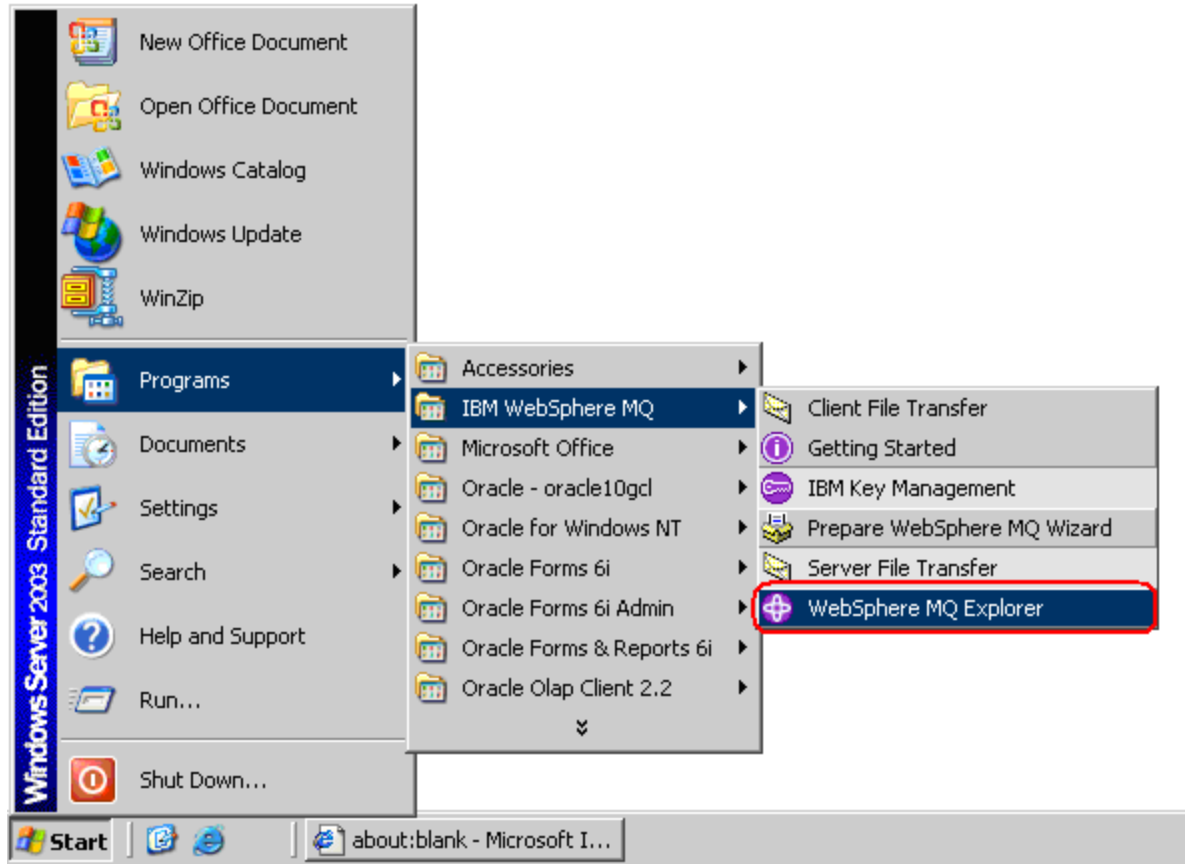 New Office Document
Open Office Document
Windows Catalog
Windows Update
WinZip
Programs
Documents
Settings
Search
Help and Support
Run...
Shut Down...
Windows Server 2003 Standard Edition
Accessories
IBM WebSphere MQ
Microsoft Office
Oracle - oracle10gcl
Oracle for Windows NT
Oracle Forms 6i
Oracle Forms 6i Admin
Oracle Forms & Reports 6i
Oracle Olap Client 2.2
Client File Transfer
Getting Started
IBM Key Management
Prepare WebSphere MQ Wizard
Server File Transfer
WebSphere MQ Explorer
Start
about:blank - Microsoft I...